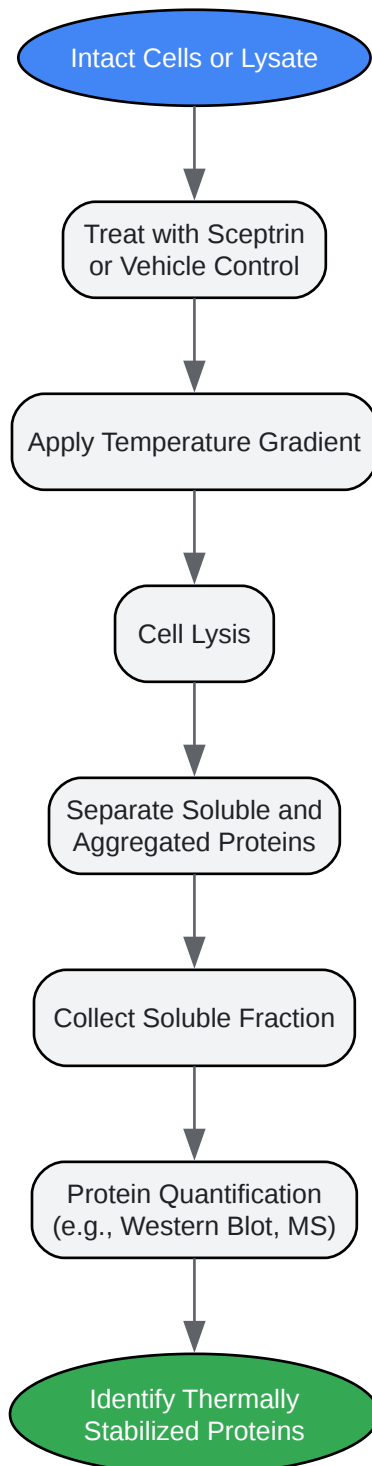 Intact Cells or Lysate
Treat with Sceptrin
or Vehicle Control
Apply Temperature Gradient
Cell Lysis
Separate Soluble and
Aggregated Proteins
Collect Soluble Fraction
Protein Quantification
(e.g., Western Blot, MS)
Identify Thermally
Stabilized Proteins